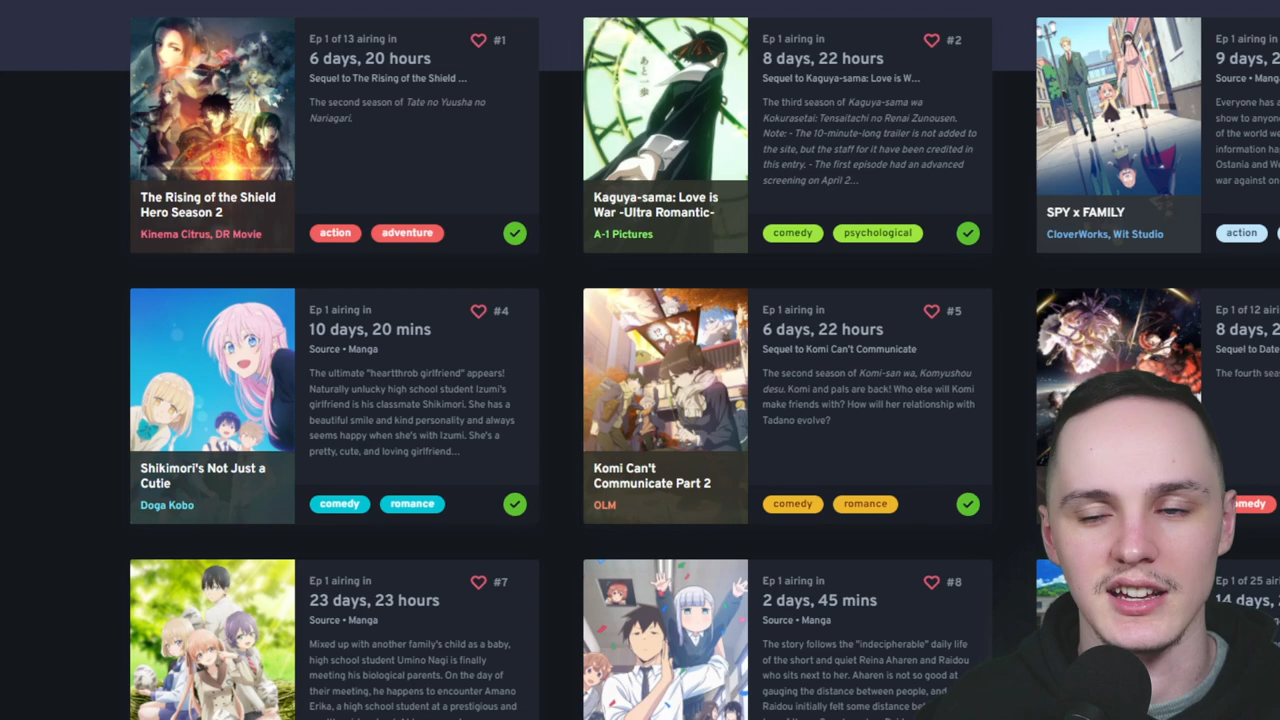 Ep 1 of 13 airing in
#1
6 days, 20 hours
Sequel to The Rising of the Shield ...
The second season of Tate no Yuusha no
Nariagari.
The Rising of the Shield
Hero Season 2
Kinema Citrus, DR Movie
action
adventure
あと一歩
Ep 1 airing in
#2
8 days, 22 hours
Sequel to Kaguya-sama: Love is W...
The third season of Kaguya-sama wa
Kokurasetai: Tensaitachi no Renai Zunousen.
Note: - The 10-minute-long trailer is not added to
the site, but the staff for it have been credited in
this entry. - The first episode had an advanced
screening on April 2...
Kaguya-sama: Love is
War -Ultra Romantic-
A-1 Pictures
comedy
psychological
Ep 1 airing in
9 days, 2
Source • Manga
Everyone has
show to anyon
of the world we
information ha
Ostania and We
war against on
SPY x FAMILY
CloverWorks, Wit Studio
action
Ep 1 airing in
#4
10 days, 20 mins
Source • Manga
The ultimate "heartthrob girlfriend" appears!
Naturally unlucky high school student Izumi's
girlfriend is his classmate Shikimori. She has a
beautiful smile and kind personality and always
seems happy when she's with Izumi. She's a
pretty, cute, and loving girlfriend...
Shikimori's Not Just a
Cutie
Doga Kobo
comedy
romance
Ep 1 airing in
#5
6 days, 22 hours
Sequel to Komi Can't Communicate
The second season of Komi-san wa, Komyushou
desu. Komi and pals are back! Who else will Komi
make friends with? How will her relationship with
Tadano evolve?
Komi Can't
Communicate Part 2
OLM
comedy
romance
Ep 1 of 12 airi
8 days, 2
Sequel to Date
The fourth sea
medy
Ep 1 airing in
#7
23 days, 23 hours
Source • Manga
Mixed up with another family's child as a baby,
high school student Umino Nagi is finally
meeting his biological parents. On the day of
their meeting, he happens to encounter Amano
Erika, a high school student at a prestigious and
Ep 1 airing in
#8
2 days, 45 mins
Source • Manga
The story follows the "indecipherable" daily life
of the short and quiet Reina Aharen and Raidou
who sits next to her. Aharen is not so good at
gauging the distance between people, and
Raidou initially felt some distance be
Ep 1 of 25 airi
14 days,
Source • Man